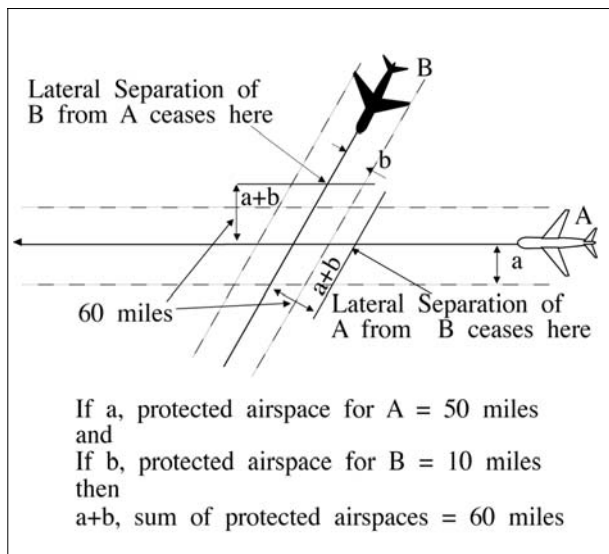 Lateral Separation of
B from A ceases here
B
b
a+b
A
a
a+b
60 miles
Lateral Separation of
A from B ceases here
If a, protected airspace for A = 50 miles
and
If b, protected airspace for B = 10 miles
then
a+b, sum of protected airspaces = 60 miles